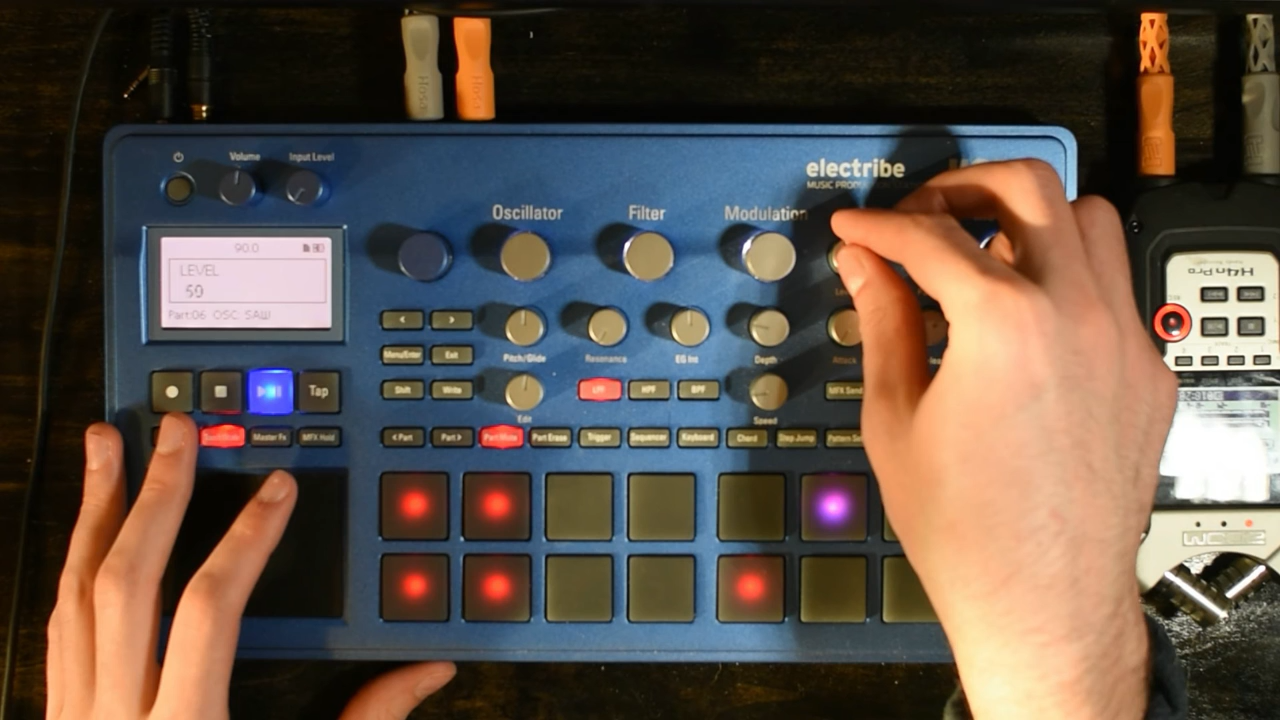 Hosa
electribe
MUSIC PROD
Volume
Input Level
Oscillator
Filter
Modulation
90.0
LEVEL
50
Part:06 OSC SAW
H4n Pro
Pitch/Glide
Resonance
EG Int
Depth
Attack
Menu/Enter
Exit
Shift
Write
LPF
HPF
BPF
MFX Send
Edit
Speed
Tap
Master Fx
MFX Hold
< Part
Part >
Part Mute
Part Erase
Trigger
Sequencer
Keyboard
Chord
Step Jump
Pattern Set
ZOOM